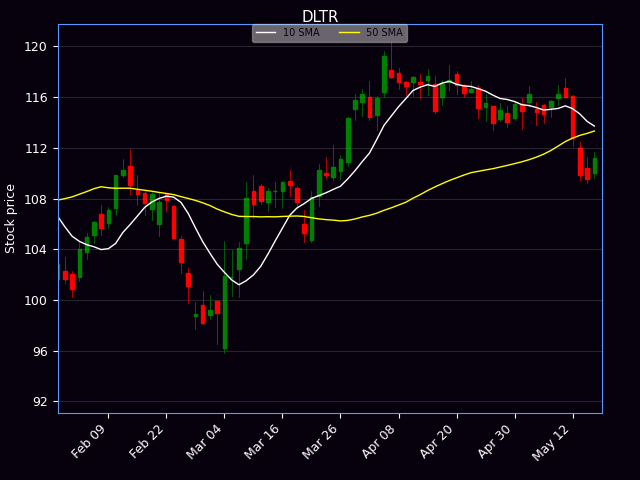 DLTR
10 SMA
50 SMA
Stock price
120
116
112
108
104
100
96
92
Feb 09
Feb 22
Mar 04
Mar 16
Mar 26
Apr 08
Apr 20
Apr 30
May 12